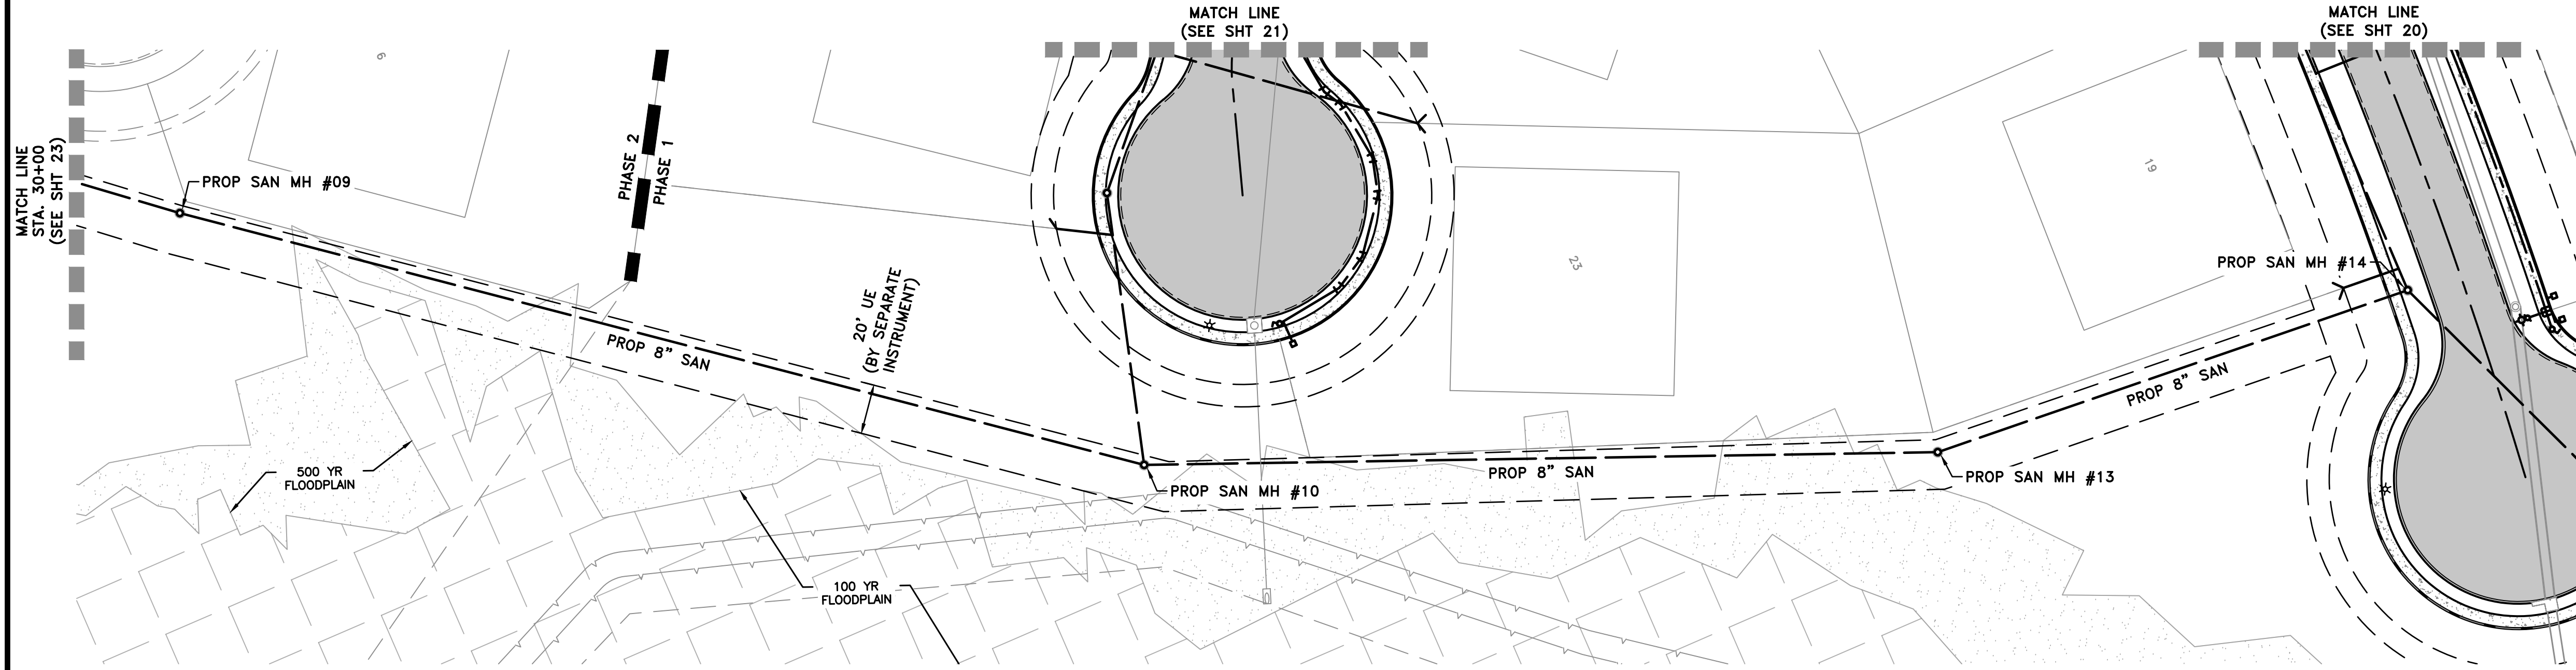 MATCH LINE
(SEE SHT 21)
MATCH LINE
(SEE SHT 20)
MATCH LINE
STA. 30+00
(SEE SHT 23)
6
PROP SAN MH #09
PHASE 2
PHASE 1
19
23
PROP SAN MH #14
20' UE
(BY SEPARATE
INSTRUMENT)
PROP 8" SAN
PROP 8" SAN
PROP 8" SAN
PROP SAN MH #10
PROP SAN MH #13
500 YR
FLOODPLAIN
100 YR
FLOODPLAIN